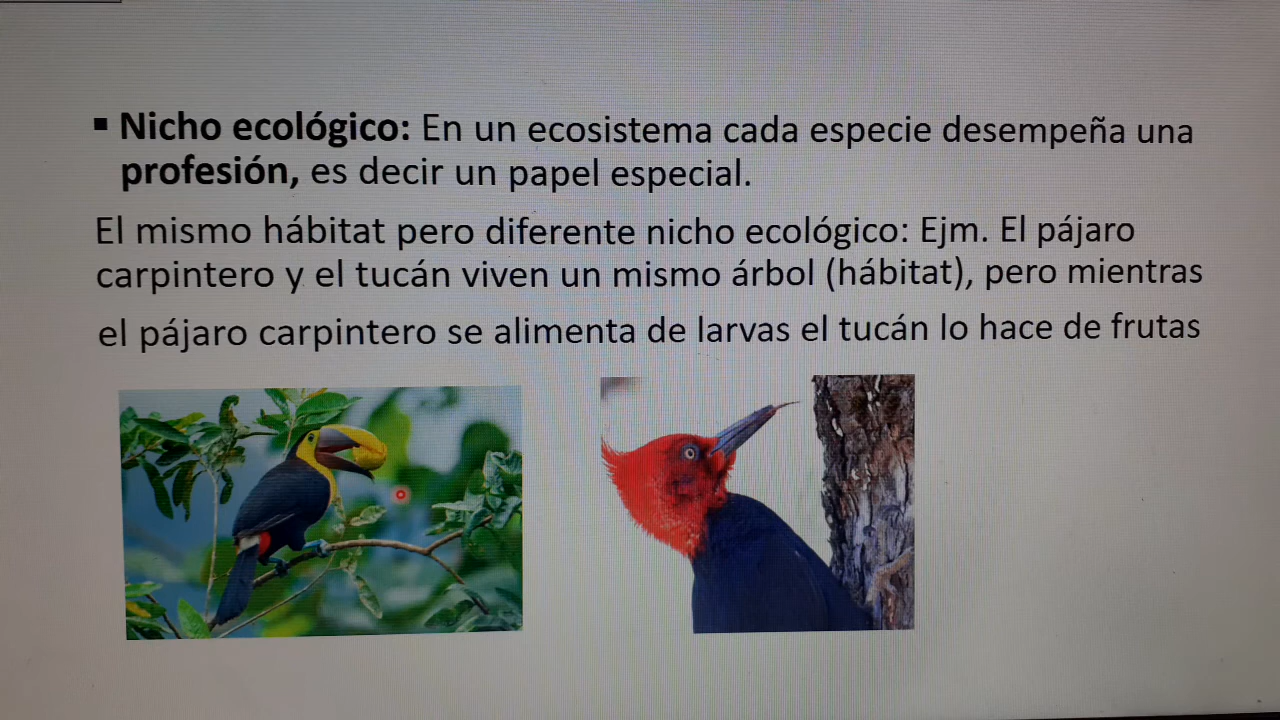 ▪ Nicho ecológico: En un ecosistema cada especie desempeña una
profesión, es decir un papel especial.
El mismo hábitat pero diferente nicho ecológico: Ejm. El pájaro
carpintero y el tucán viven un mismo árbol (hábitat), pero mientras
el pájaro carpintero se alimenta de larvas el tucán lo hace de frutas